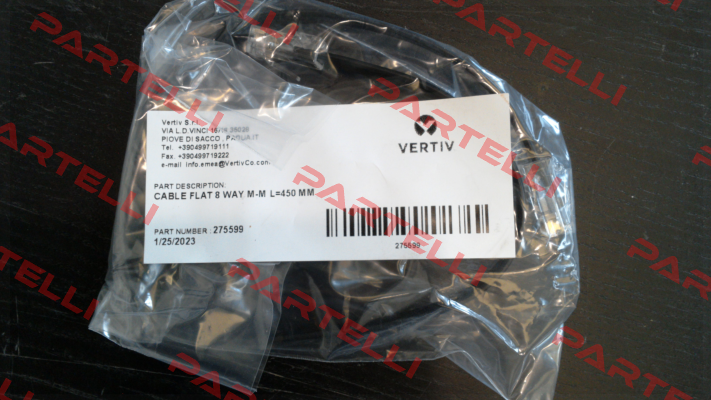 Vertiv S.r.l.
VIA L.D.VINCI 16/18 35028
PIOVE DI SACCO . PADUA IT
Tel. +390499719111
Fax. +390499719222
e-mail Info.emea@VertivCo.com
VERTIV
PART DESCRIPTION:
CABLE FLAT 8 WAY M-M L=450 MM
PART NUMBER : 275599
1/25/2023
275599
PARTELLI
PARTELLI
PARTELLI
PARTELLI
PARTELLI
PARTELLI